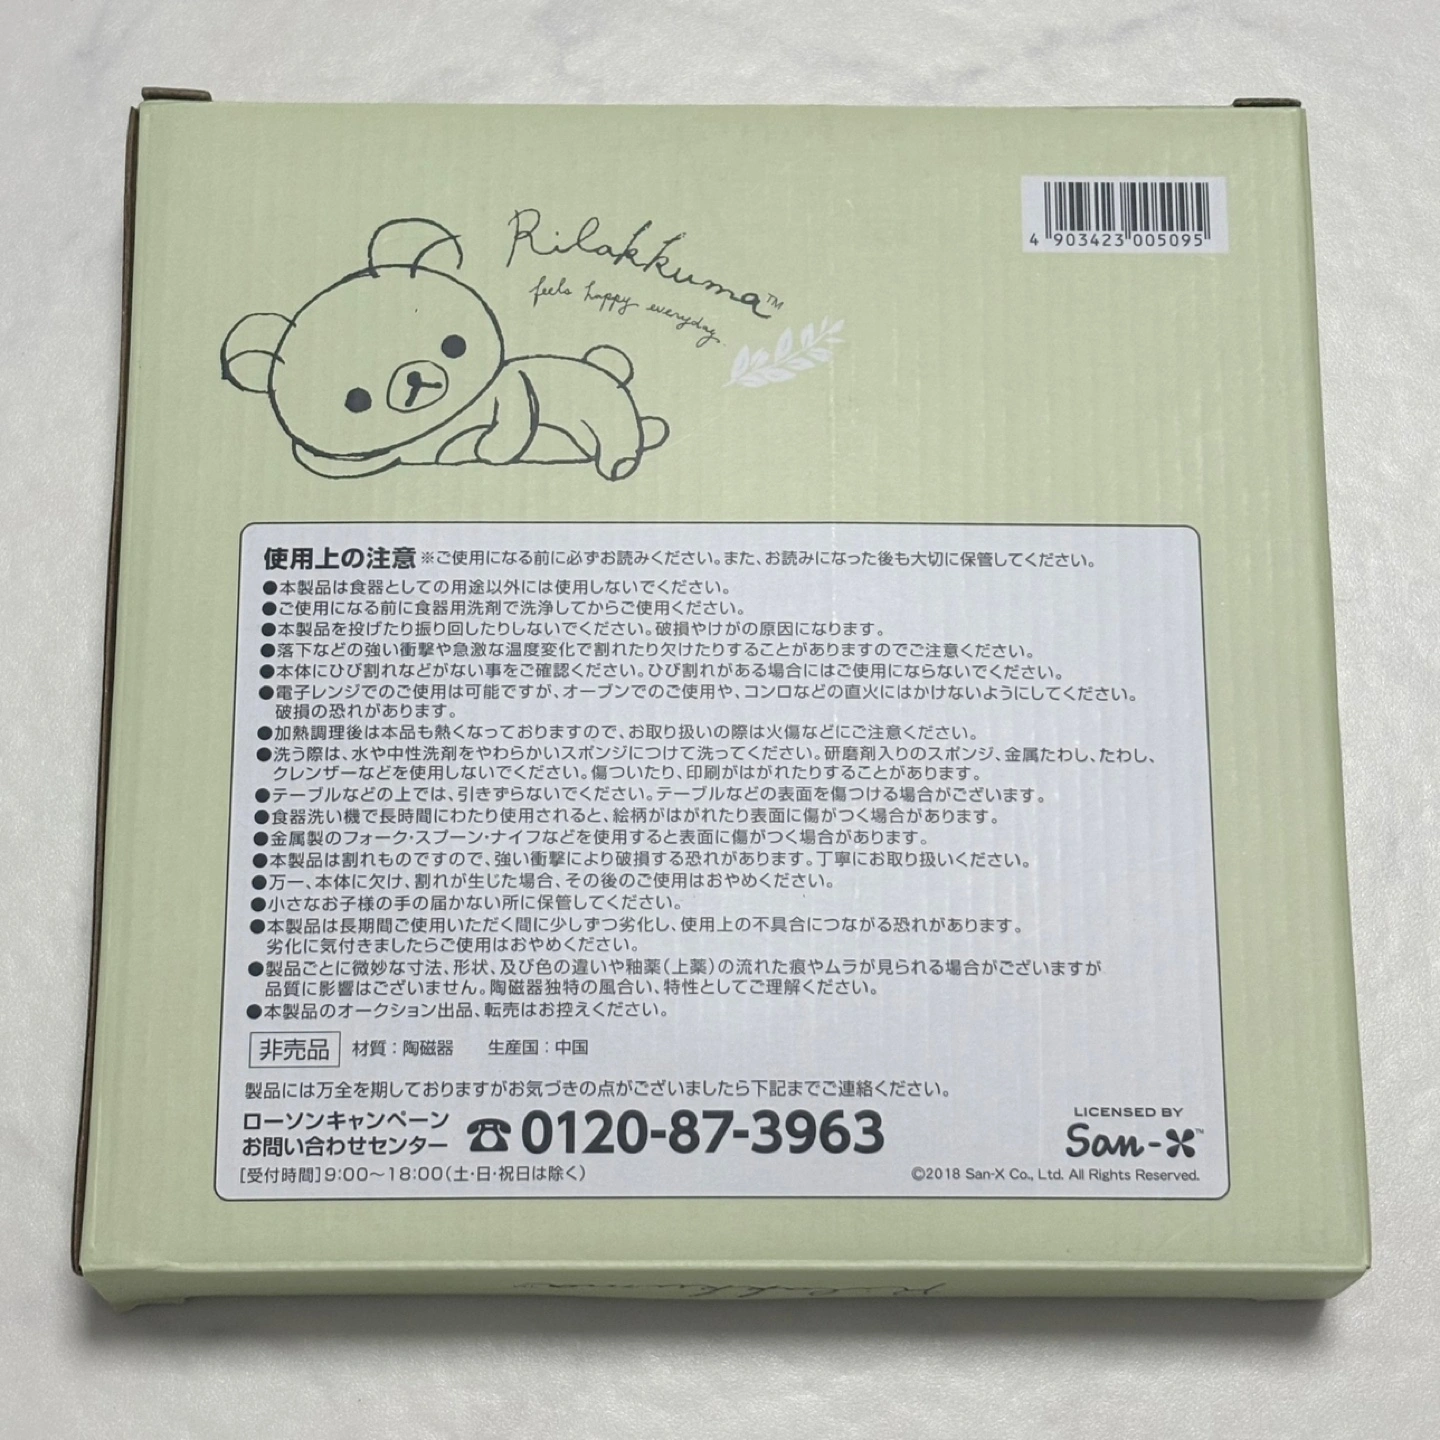 Rilakkuma™
feels happy everyday.
4 903423 005095
使用上の注意 ※ご使用になる前に必ずお読みください。また、お読みになった後も大切に保管してください。
●本製品は食器としての用途以外には使用しないでください。
●ご使用になる前に食器用洗剤で洗浄してからご使用ください。
●本製品を投げたり振り回したりしないでください。破損やけがの原因になります。
●落下などの強い衝撃や急激な温度変化で割れたり欠けたりすることがありますのでご注意ください。
●本体にひび割れなどがない事をご確認ください。ひび割れがある場合にはご使用にならないでください。
●電子レンジでのご使用は可能ですが、オーブンでのご使用や、コンロなどの直火にはかけないようにしてください。
破損の恐れがあります。
●加熱調理後は本品も熱くなっておりますので、お取り扱いの際は火傷などにご注意ください。
●洗う際は、水や中性洗剤をやわらかいスポンジにつけて洗ってください。研磨剤入りのスポンジ、金属たわし、たわし、
クレンザーなどを使用しないでください。傷ついたり、印刷がはがれたりすることがあります。
●テーブルなどの上では、引きずらないでください。テーブルなどの表面を傷つける場合がございます。
●食器洗い機で長時間にわたり使用されると、絵柄がはがれたり表面に傷がつく場合があります。
●金属製のフォーク・スプーン・ナイフなどを使用すると表面に傷がつく場合があります。
●本製品は割れものですので、強い衝撃により破損する恐れがあります。丁寧にお取り扱いください。
●万一、本体に欠け、割れが生じた場合、その後のご使用はおやめください。
●小さなお子様の手の届かない所に保管してください。
●本製品は長期間ご使用いただく間に少しずつ劣化し、使用上の不具合につながる恐れがあります。
劣化に気付きましたらご使用はおやめください。
●製品ごとに微妙な寸法、形状、及び色の違いや釉薬(上薬)の流れた痕やムラが見られる場合がございますが
品質に影響はございません。陶磁器独特の風合い、特性としてご理解ください。
●本製品のオークション出品、転売はお控えください。
非売品 材質：陶磁器 生産国：中国
製品には万全を期しておりますがお気づきの点がございましたら下記までご連絡ください。
ローソンキャンペーン
お問い合わせセンター ☎0120-87-3963
[受付時間]9:00～18:00(土・日・祝日は除く)
LICENSED BY
San-X™
©2018 San-X Co., Ltd. All Rights Reserved.
Rilakkuma